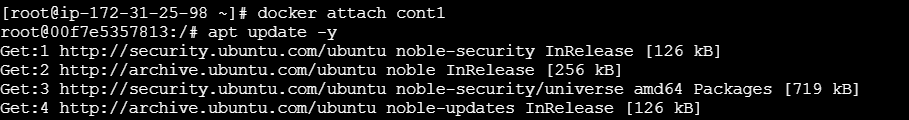 [root@ip-172-31-25-98 ~]# docker attach cont1
root@00f7e5357813:/# apt update -y
Get:1 http://security.ubuntu.com/ubuntu noble-security InRelease [126 kB]
Get:2 http://archive.ubuntu.com/ubuntu noble InRelease [256 kB]
Get:3 http://security.ubuntu.com/ubuntu noble-security/universe amd64 Packages [719 kB]
Get:4 http://archive.ubuntu.com/ubuntu noble-updates InRelease [126 kB]